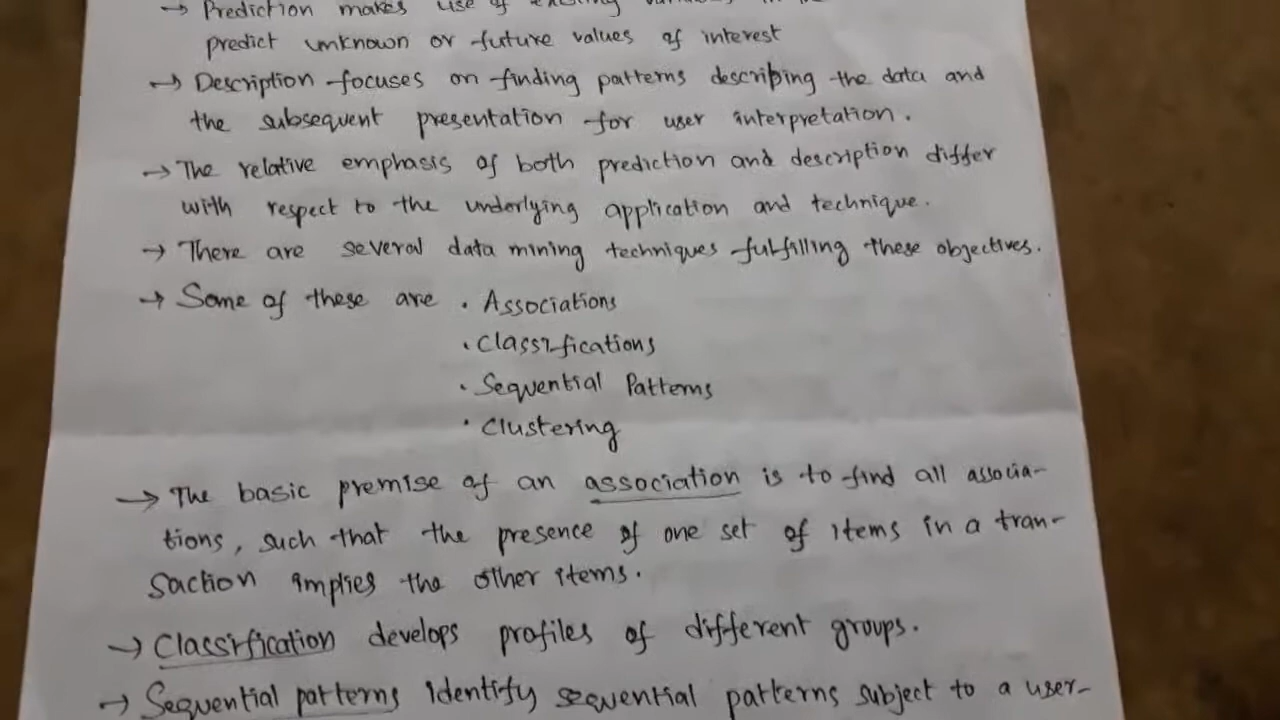 → Prediction makes use of existing
predict unknown or future values of interest
→ Description focuses on finding patterns describing the data and
the subsequent presentation for user interpretation.
→ The relative emphasis of both prediction and description differ
with respect to the underlying application and technique.
→ There are several data mining techniques fulfilling these objectives.
→ Some of these are • Associations
• Classifications
• Sequential Patterns
• Clustering
→ The basic premise of an association is to find all associa-
tions, such that the presence of one set of items in a tran-
saction implies the other items.
→ Classification develops profiles of different groups.
→ Sequential patterns identify sequential patterns subject to a user-